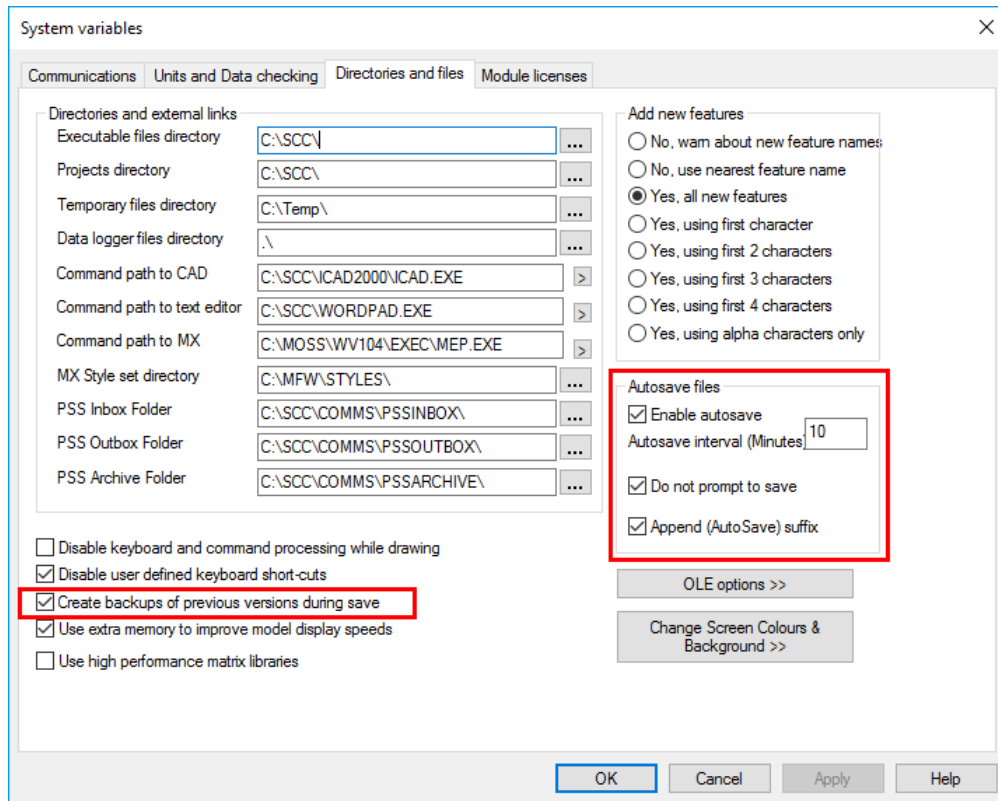 System variables
Communications
Units and Data checking
Directories and files
Module licenses
Directories and external links
Executable files directory
C:\SCC\
...
Projects directory
C:\SCC\
...
Temporary files directory
C:\Temp\
...
Data logger files directory
.\
...
Command path to CAD
C:\SCC\ICAD2000\ICAD.EXE
>
Command path to text editor
C:\SCC\WORDPAD.EXE
>
Command path to MX
C:\MOSS\WV104\EXEC\MEP.EXE
>
MX Style set directory
C:\MFW\STYLES\
...
PSS Inbox Folder
C:\SCC\COMMS\PSSINBOX\
...
PSS Outbox Folder
C:\SCC\COMMS\PSSOUTBOX\
...
PSS Archive Folder
C:\SCC\COMMS\PSSARCHIVE\
...
Disable keyboard and command processing while drawing
Disable user defined keyboard short-cuts
Create backups of previous versions during save
Use extra memory to improve model display speeds
Use high performance matrix libraries
Add new features
No, warn about new feature names
No, use nearest feature name
Yes, all new features
Yes, using first character
Yes, using first 2 characters
Yes, using first 3 characters
Yes, using first 4 characters
Yes, using alpha characters only
Autosave files
Enable autosave
Autosave interval (Minutes)
10
Do not prompt to save
Append (AutoSave) suffix
OLE options >>
Change Screen Colours &
Background >>
OK
Cancel
Apply
Help